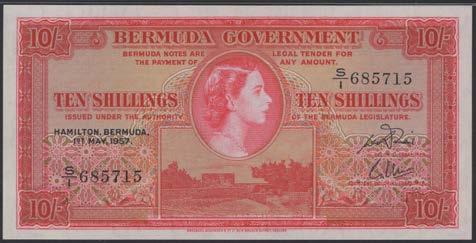 10/- BERMUDA GOVERNMENT 10/-
BERMUDA NOTES ARE LEGAL TENDER FOR
THE PAYMENT OF ANY AMOUNT.
S/1 685715
TEN SHILLINGS TEN SHILLINGS
ISSUED UNDER THE AUTHORITY OF THE BERMUDA LEGISLATURE.
HAMILTON, BERMUDA,
1ST MAY, 1957.
S/1 685715
10/- 10/-